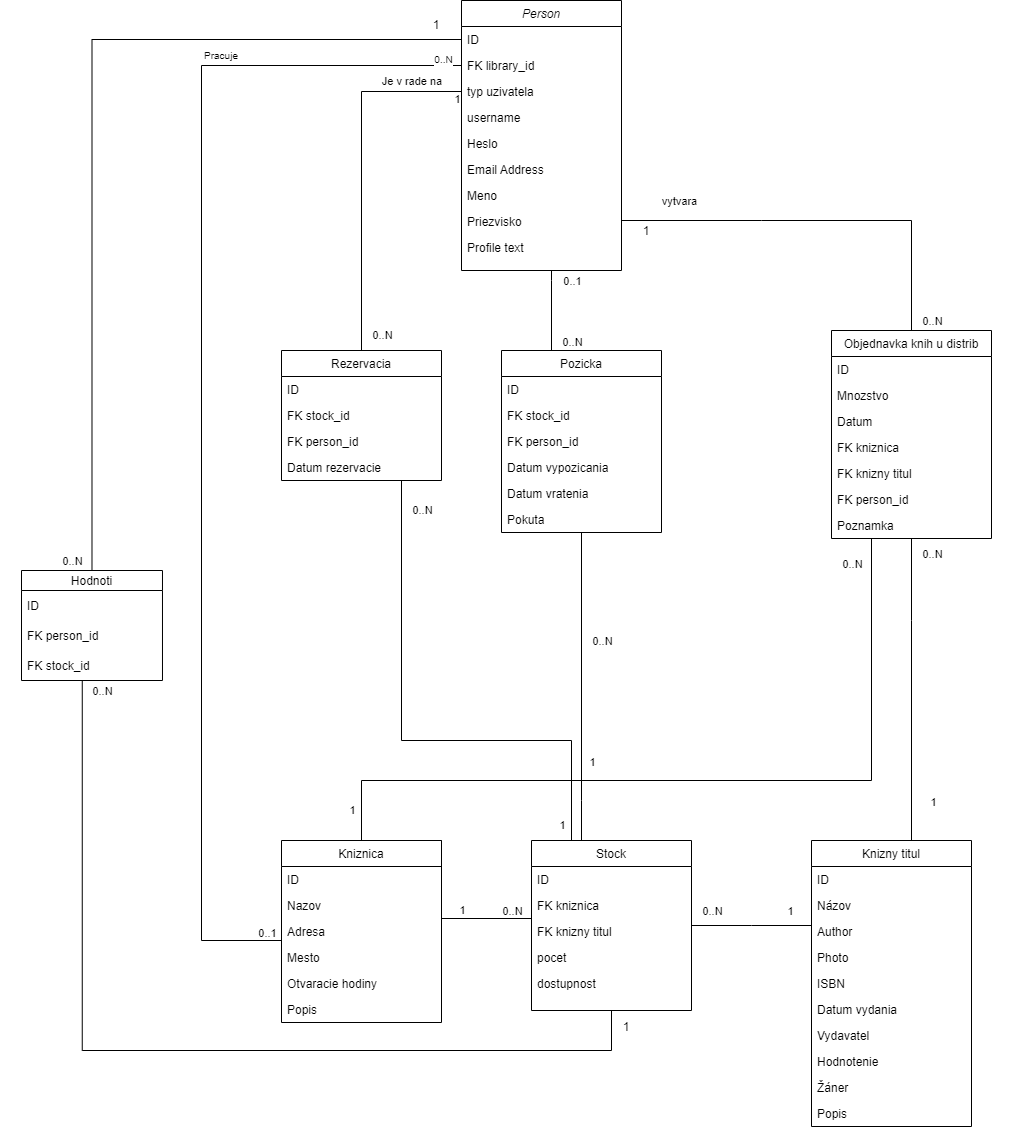 Person
ID
FK library_id
typ uzivatela
username
Heslo
Email Address
Meno
Priezvisko
Profile text
1
Pracuje
0..N
Je v rade na
1
vytvara
1
0..1
0..N
0..N
0..N
Rezervacia
ID
FK stock_id
FK person_id
Datum rezervacie
0..N
Pozicka
ID
FK stock_id
FK person_id
Datum vypozicania
Datum vratenia
Pokuta
0..N
Objednavka knih u distrib
ID
Mnozstvo
Datum
FK kniznica
FK knizny titul
FK person_id
Poznamka
0..N
0..N
0..N
Hodnoti
ID
FK person_id
FK stock_id
0..N
1
1
1
1
Kniznica
ID
Nazov
Adresa
Mesto
Otvaracie hodiny
Popis
0..1
1
0..N
Stock
ID
FK kniznica
FK knizny titul
pocet
dostupnost
1
0..N
1
Knizny titul
ID
Názov
Author
Photo
ISBN
Datum vydania
Vydavatel
Hodnotenie
Žáner
Popis